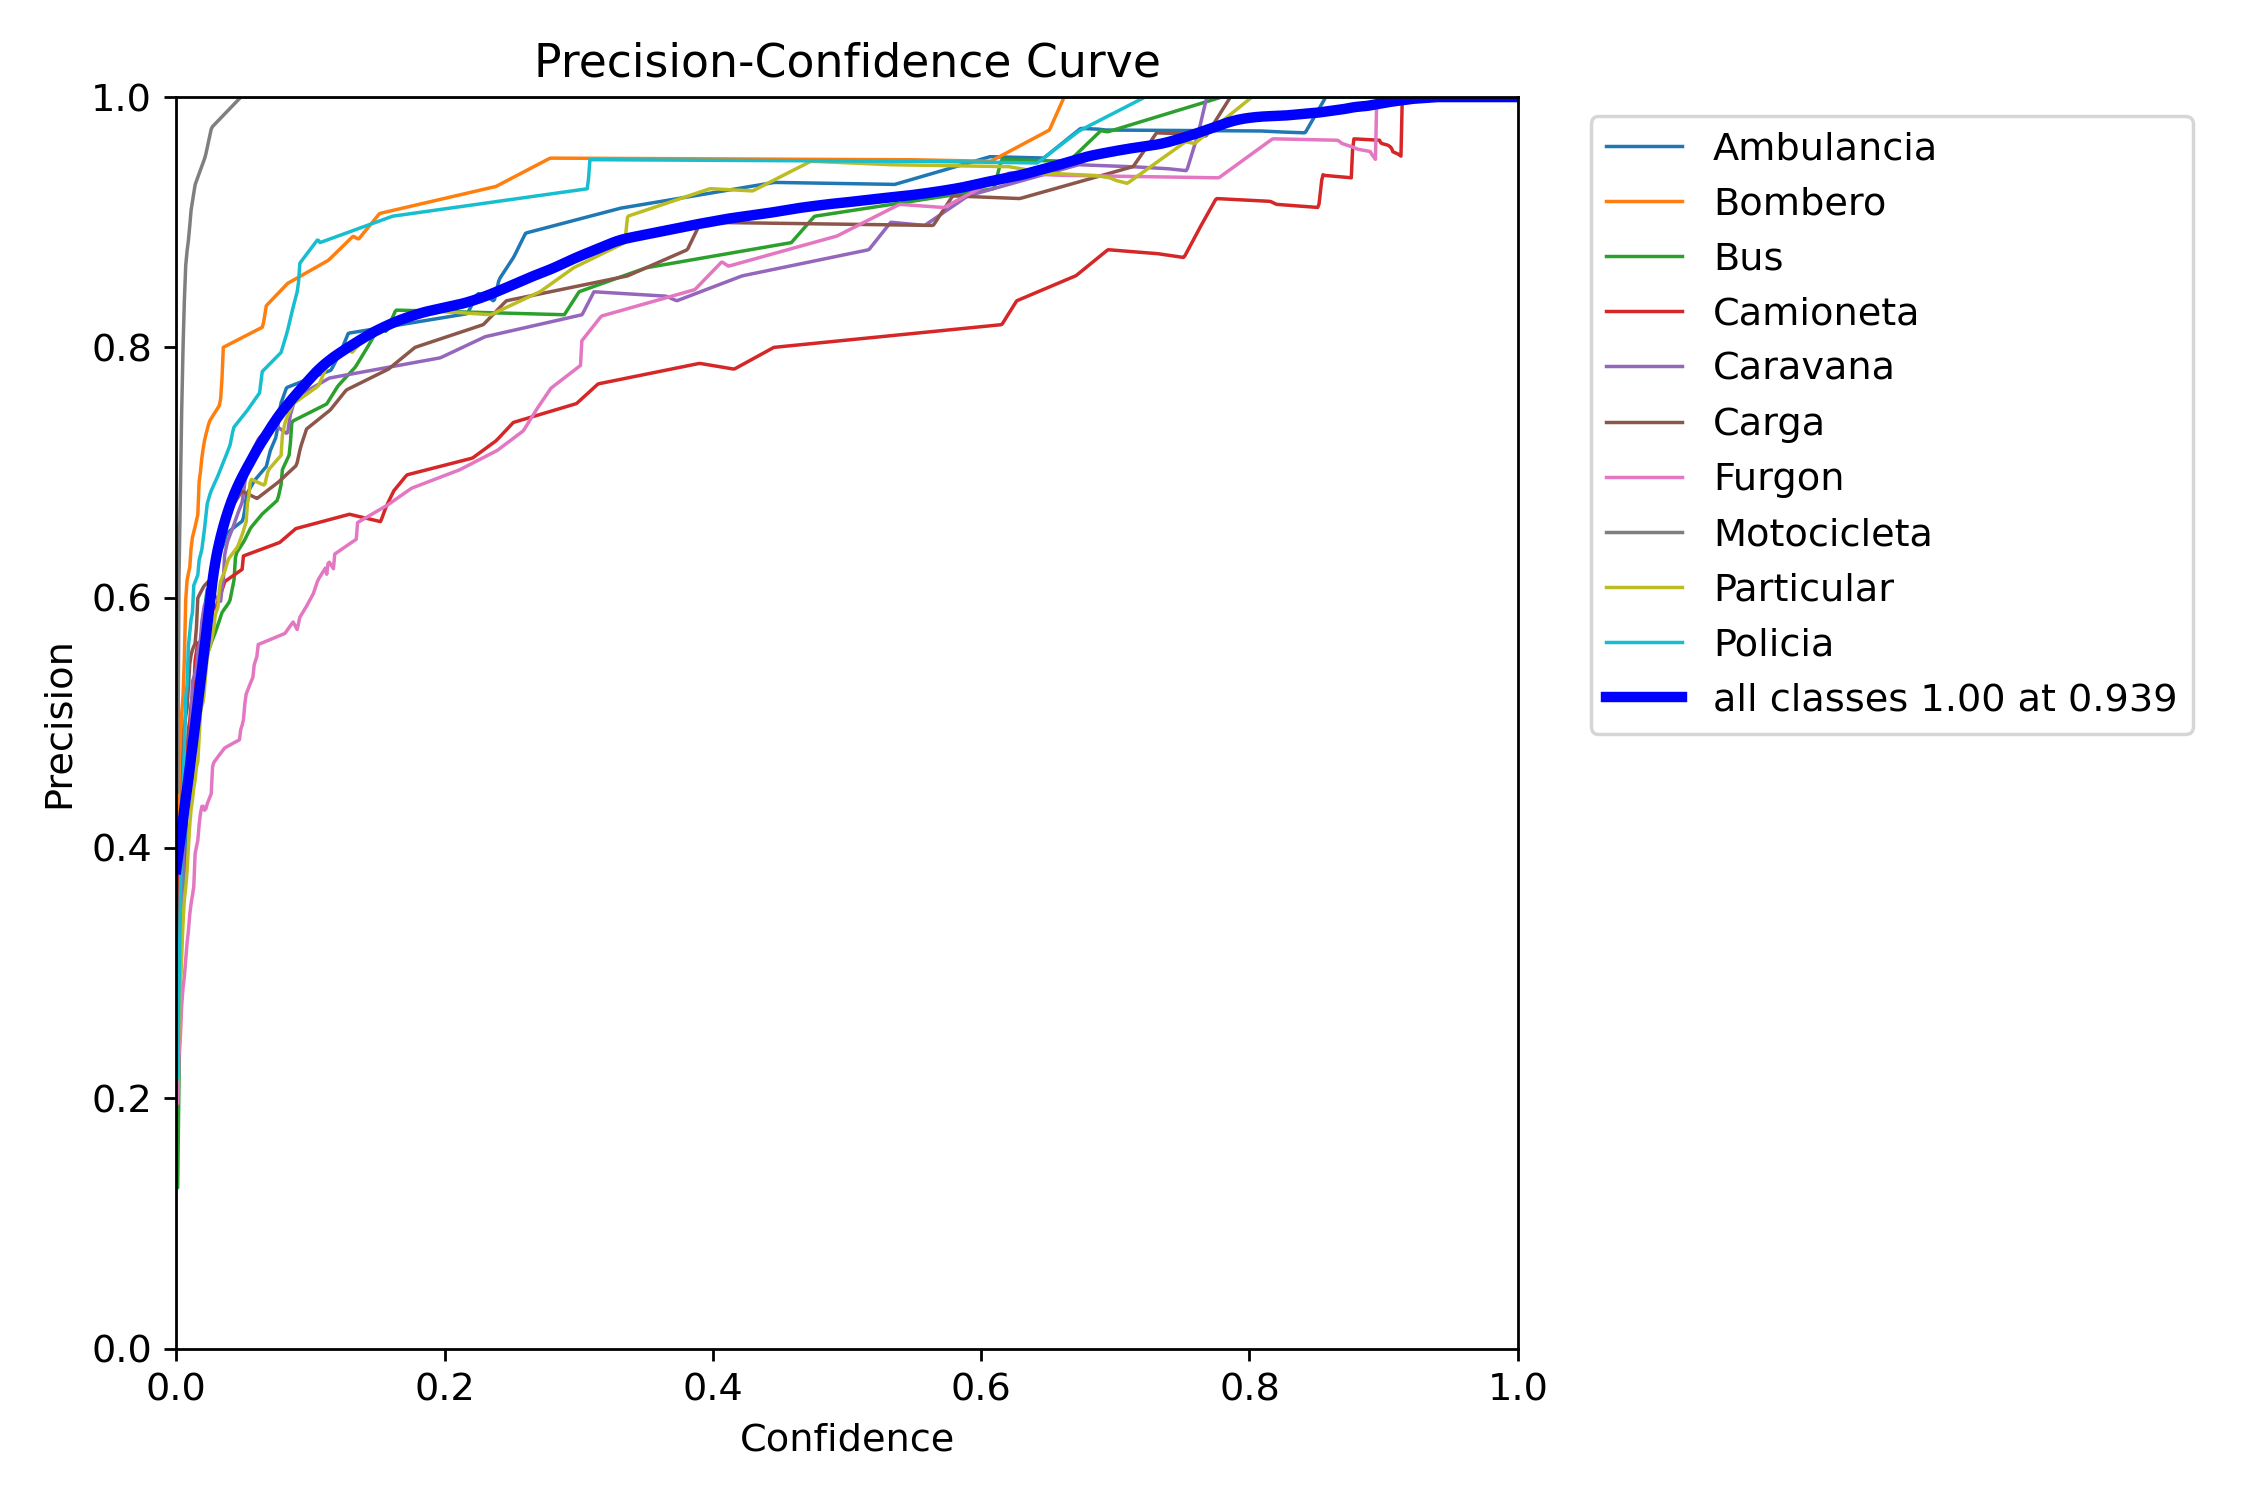 Precision-Confidence Curve
1.0
0.8
0.6
0.4
0.2
0.0
Precision
0.0 0.2 0.4 0.6 0.8 1.0
Confidence
Ambulancia
Bombero
Bus
Camioneta
Caravana
Carga
Furgon
Motocicleta
Particular
Policia
all classes 1.00 at 0.939